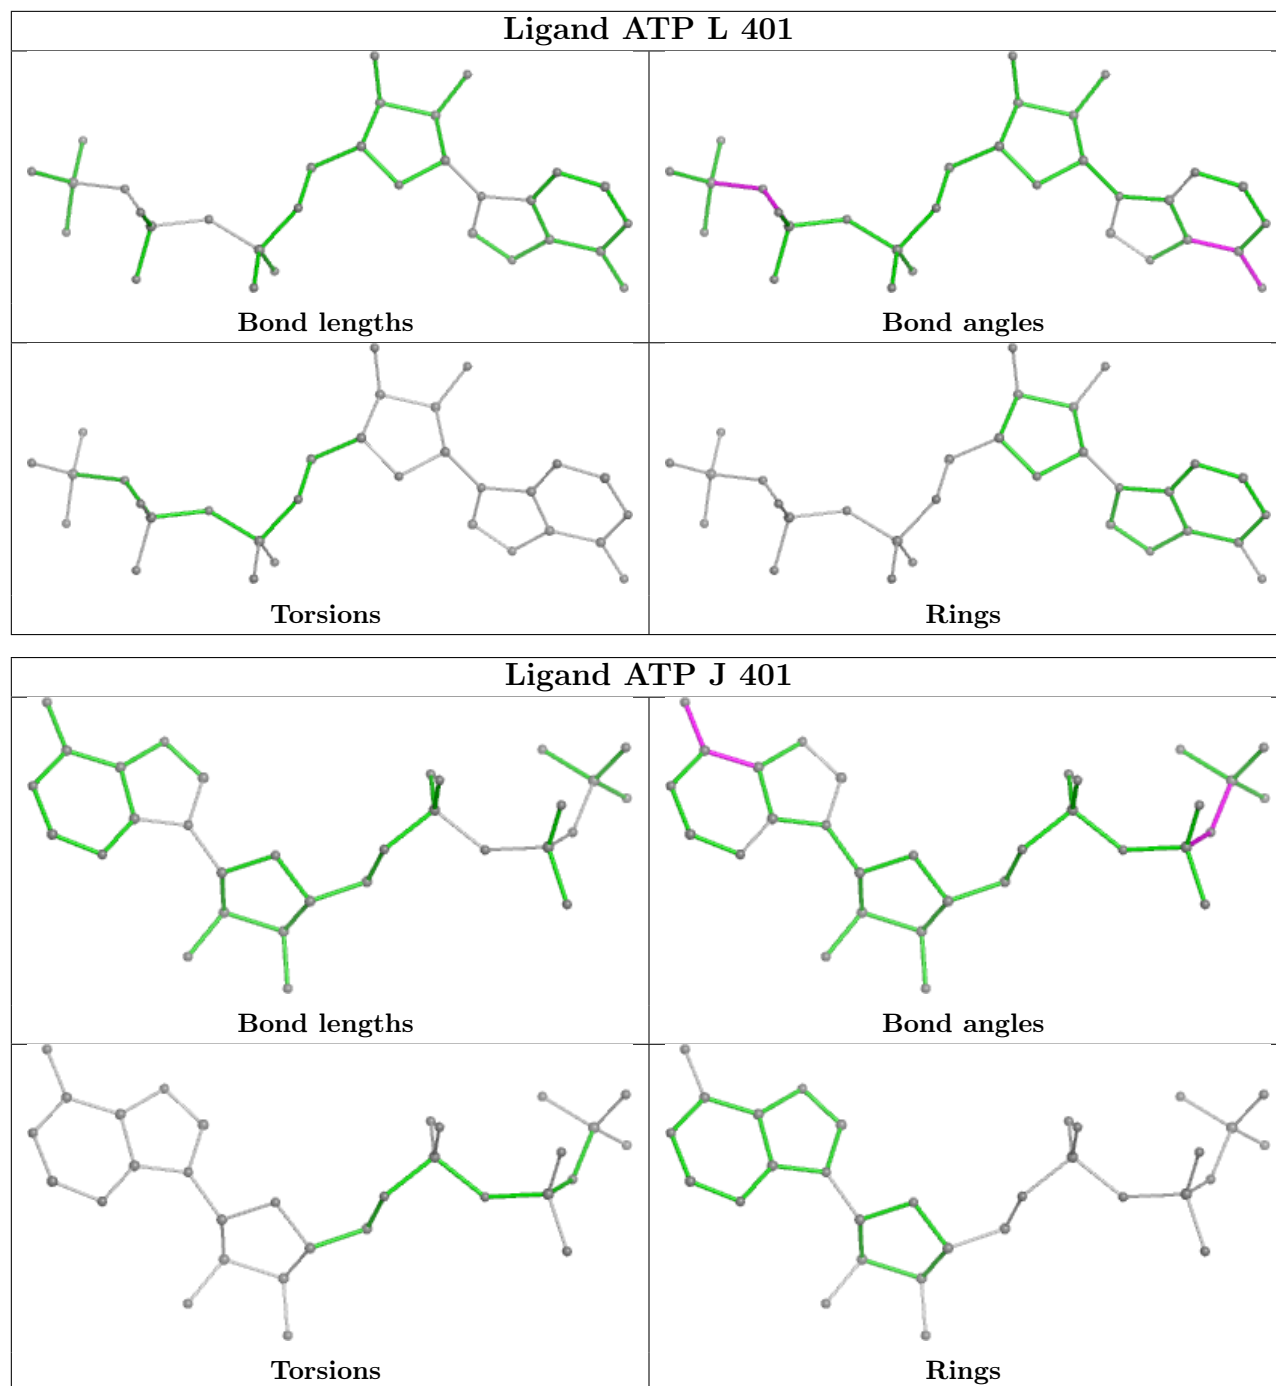 Ligand ATP L 401
Bond lengths
Bond angles
Torsions
Rings
Ligand ATP J 401
Bond lengths
Bond angles
Torsions
Rings